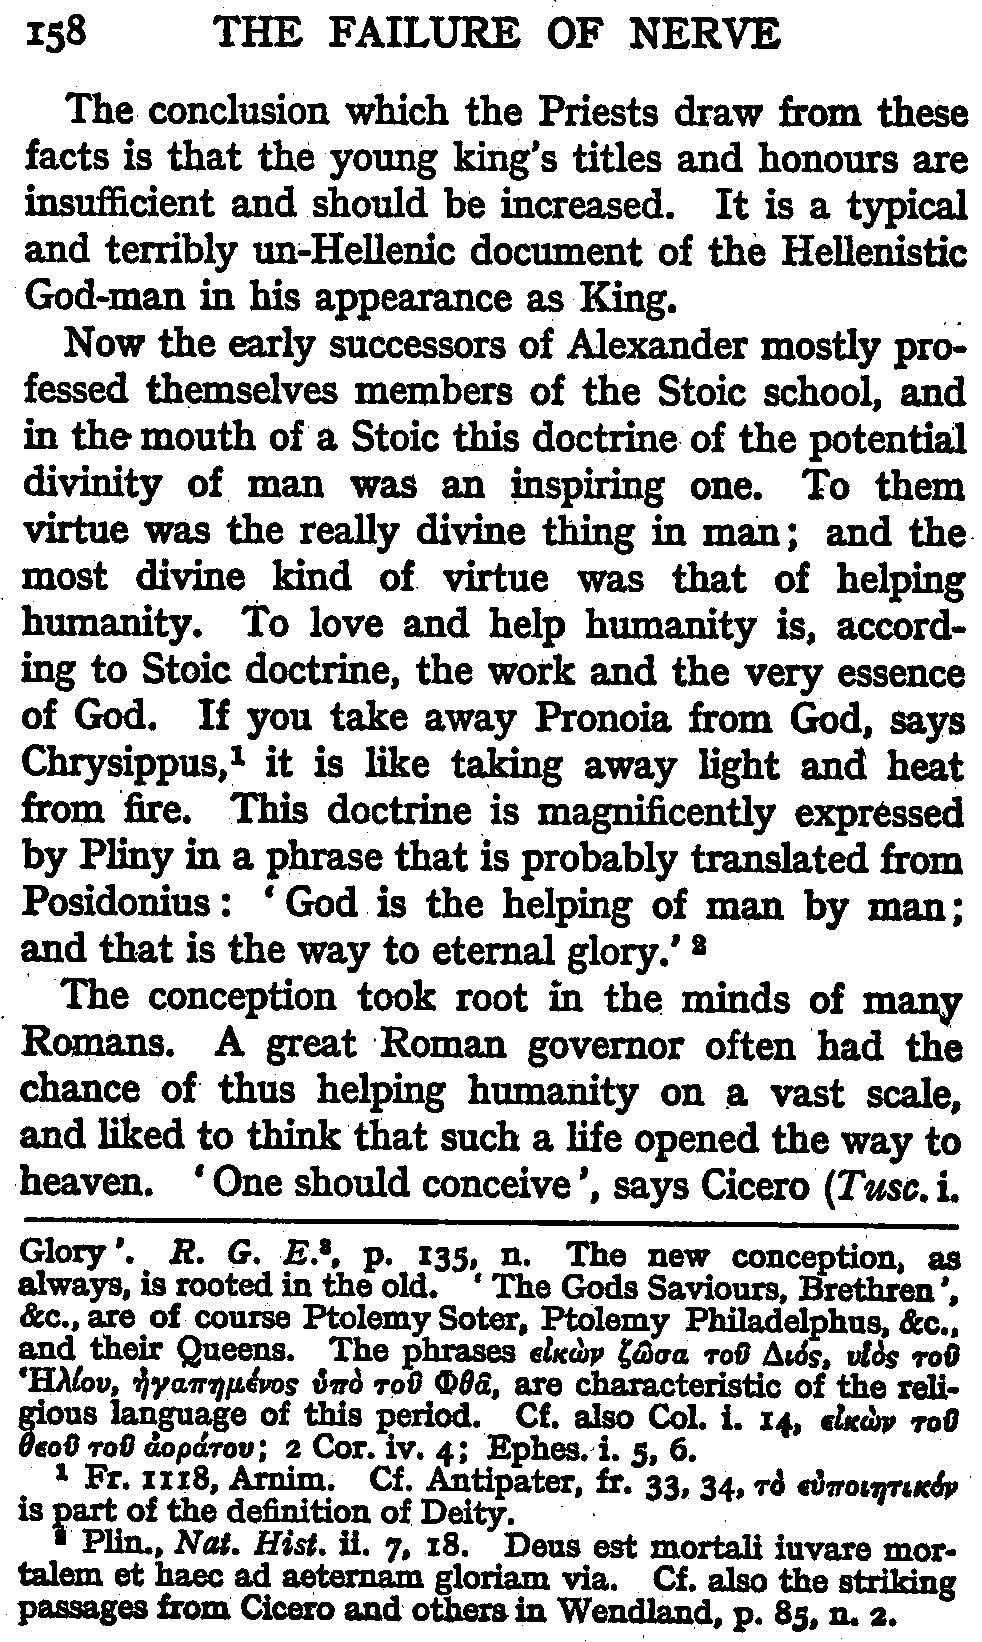 158 THE FAILURE OF NERVE
The conclusion which the Priests draw from these
facts is that the young king's titles and honours are
insufficient and should be increased. It is a typical
and terribly un-Hellenic document of the Hellenistic
God-man in his appearance as King.
Now the early successors of Alexander mostly pro-
fessed themselves members of the Stoic school, and
in the mouth of a Stoic this doctrine of the potential
divinity of man was an inspiring one. To them
virtue was the really divine thing in man; and the
most divine kind of virtue was that of helping
humanity. To love and help humanity is, accord-
ing to Stoic doctrine, the work and the very essence
of God. If you take away Pronoia from God, says
Chrysippus,¹ it is like taking away light and heat
from fire. This doctrine is magnificently expressed
by Pliny in a phrase that is probably translated from
Posidonius: ‘God is the helping of man by man;
and that is the way to eternal glory.’ ²
The conception took root in the minds of many
Romans. A great Roman governor often had the
chance of thus helping humanity on a vast scale,
and liked to think that such a life opened the way to
heaven. ‘One should conceive’, says Cicero (Tusc. i.
Glory’. R. G. E.³, p. 135, n. The new conception, as
always, is rooted in the old. ‘The Gods Saviours, Brethren’,
&c., are of course Ptolemy Soter, Ptolemy Philadelphus, &c.,
and their Queens. The phrases εἰκὼν ζῶσα τοῦ Διός, υἱὸς τοῦ
Ἡλίου, ἠγαπημένος ὑπὸ τοῦ Φθᾶ, are characteristic of the reli-
gious language of this period. Cf. also Col. i. 14, εἰκὼν τοῦ
θεοῦ τοῦ ἀοράτου; 2 Cor. iv. 4; Ephes. i. 5, 6.
¹ Fr. 1118, Arnim. Cf. Antipater, fr. 33, 34, τὸ εὐποιητικόν
is part of the definition of Deity.
² Plin., Nat. Hist. ii. 7, 18. Deus est mortali iuvare mor-
talem et haec ad aeternam gloriam via. Cf. also the striking
passages from Cicero and others in Wendland, p. 85, n. 2.